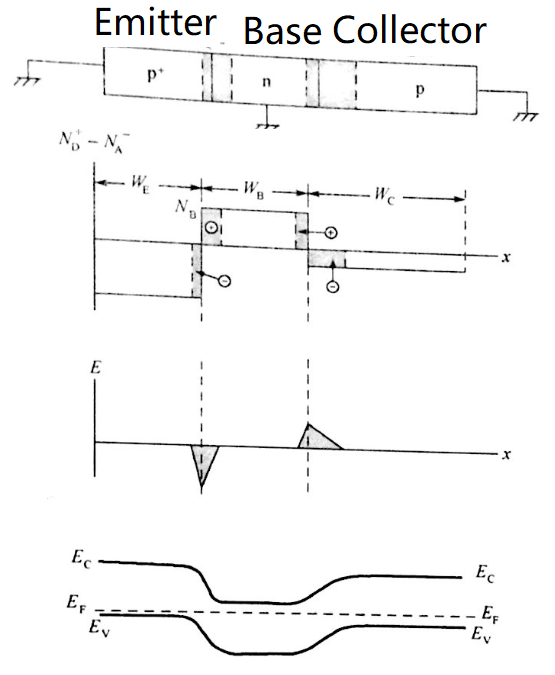 Emitter Base Collector
p⁺ n p
N_D⁺ − N_A⁻
W_E W_B W_C
N_B
⊕ ⊕
x
⊖ ⊖
E
x
E_C E_C
E_F E_F
E_V E_V